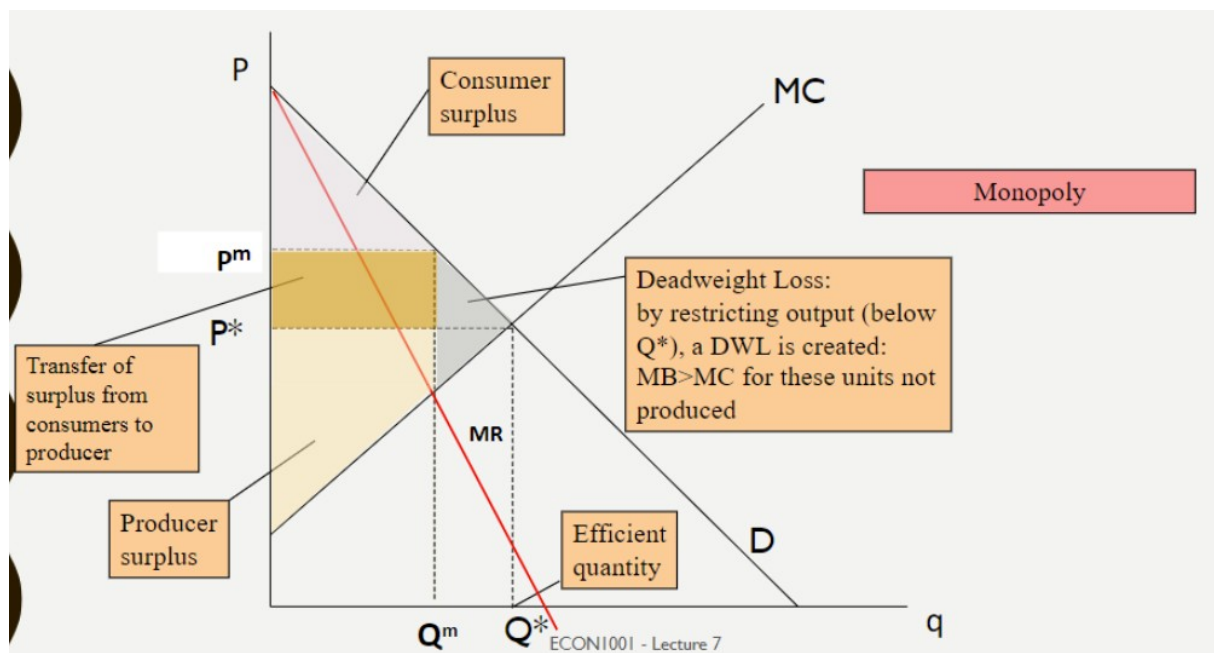 P
Consumer
surplus
MC
Monopoly
Pᵐ
P*
Deadweight Loss:
by restricting output (below
Q*), a DWL is created:
MB>MC for these units not
produced
Transfer of
surplus from
consumers to
producer
MR
Producer
surplus
Efficient
quantity
D
Qᵐ
Q*
q
ECON1001 - Lecture 7